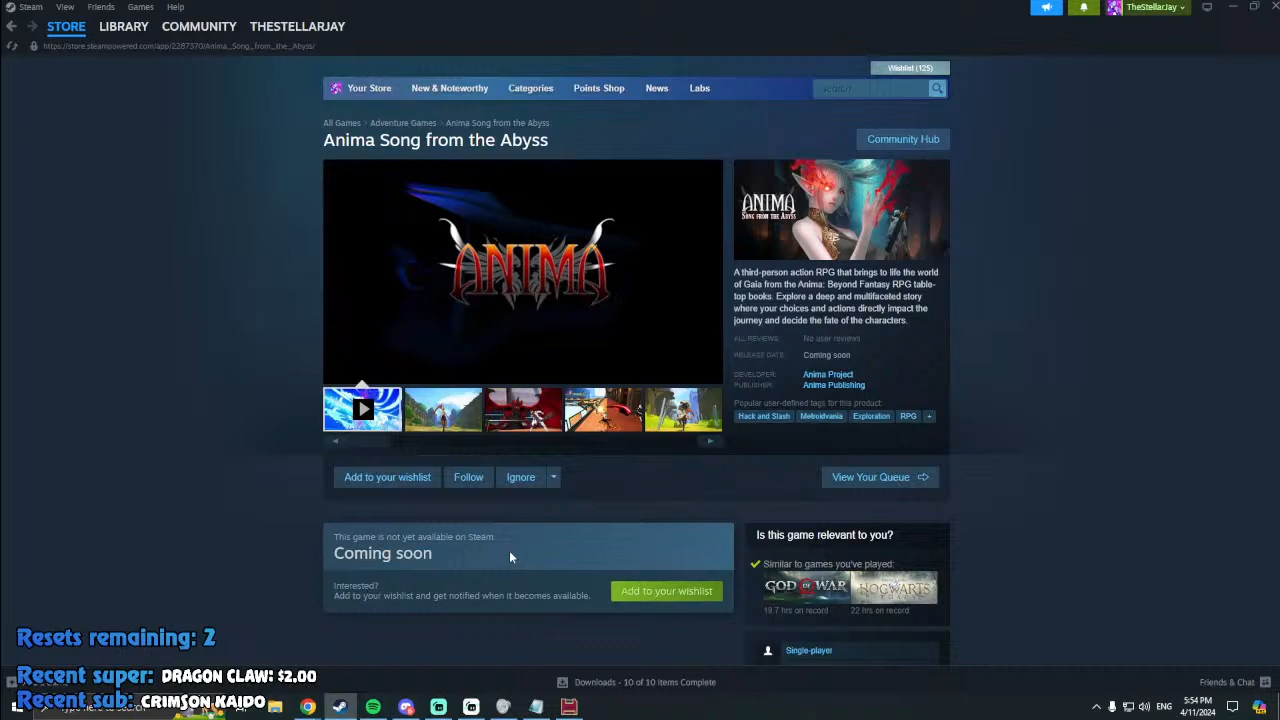 Steam View Friends Games Help
TheStellarJay
STORE LIBRARY COMMUNITY THESTELLARJAY
https://store.steampowered.com/app/2287370/Anima_Song_from_the_Abyss/
Wishlist (125)
Your Store New & Noteworthy Categories Points Shop News Labs search
All Games > Adventure Games > Anima Song from the Abyss
Anima Song from the Abyss
Community Hub
ANIMA
ANIMA
SONG FROM THE ABYSS
A third-person action RPG that brings to life the world
of Gaia from the Anima: Beyond Fantasy RPG table-
top books. Explore a deep and multifaceted story
where your choices and actions directly impact the
journey and decide the fate of the characters.
ALL REVIEWS: No user reviews
RELEASE DATE: Coming soon
DEVELOPER: Anima Project
PUBLISHER: Anima Publishing
Popular user-defined tags for this product:
Hack and Slash Metroidvania Exploration RPG +
Add to your wishlist Follow Ignore View Your Queue
This game is not yet available on Steam
Coming soon
Interested?
Add to your wishlist and get notified when it becomes available.
Add to your wishlist
Is this game relevant to you?
Similar to games you've played:
GOD OF WAR HOGWARTS
19.7 hrs on record 22 hrs on record
Single-player
Resets remaining: 2
Recent super: DRAGON CLAW: $2.00
Recent sub: CRIMSON KAIDO
Downloads - 10 of 10 Items Complete
Friends & Chat
ENG
5:54 PM
4/11/2024